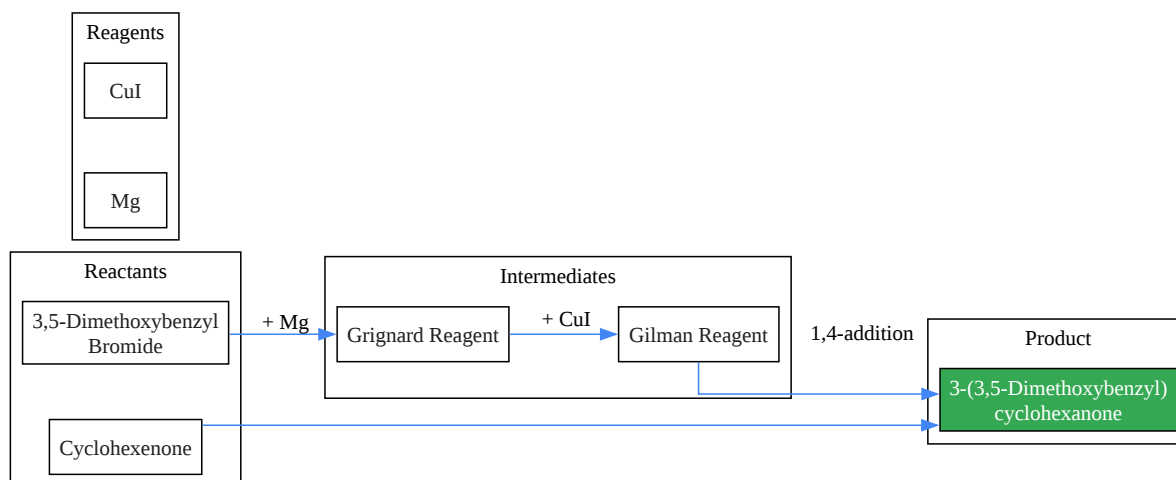 Reagents
CuI
Mg
Reactants
3,5-Dimethoxybenzyl
Bromide
Cyclohexenone
+ Mg
Intermediates
Grignard Reagent
+ CuI
Gilman Reagent
1,4-addition
Product
3-(3,5-Dimethoxybenzyl)
cyclohexanone